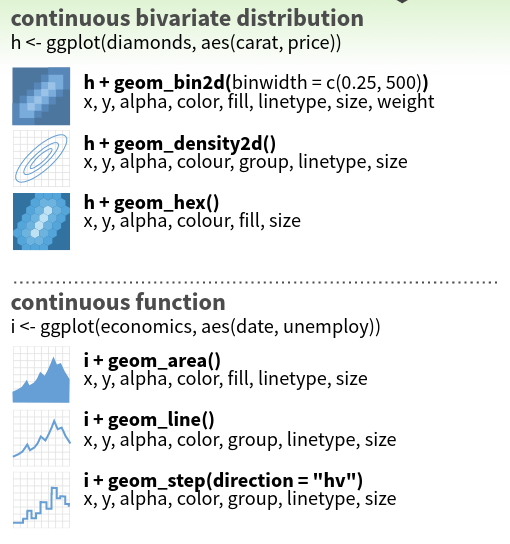 continuous bivariate distribution
h <- ggplot(diamonds, aes(carat, price))
h + geom_bin2d(binwidth = c(0.25, 500))
x, y, alpha, color, fill, linetype, size, weight
h + geom_density2d()
x, y, alpha, colour, group, linetype, size
h + geom_hex()
x, y, alpha, colour, fill, size
continuous function
i <- ggplot(economics, aes(date, unemploy))
i + geom_area()
x, y, alpha, color, fill, linetype, size
i + geom_line()
x, y, alpha, color, group, linetype, size
i + geom_step(direction = "hv")
x, y, alpha, color, group, linetype, size